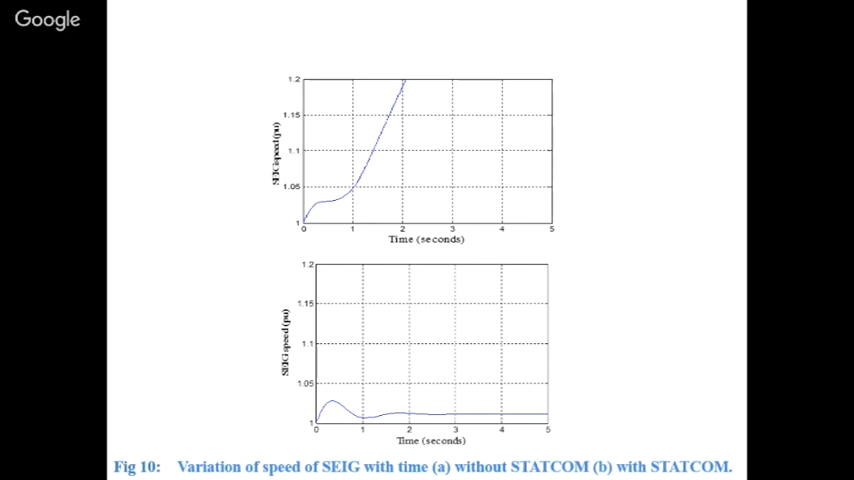 Google
1.2
1.15
1.1
1.05
1
SEIG speed (pu)
0 1 2 3 4 5
Time (seconds)
1.2
1.15
1.1
1.05
1
SEIG speed (pu)
0 1 2 3 4 5
Time (seconds)
Fig 10: Variation of speed of SEIG with time (a) without STATCOM (b) with STATCOM.